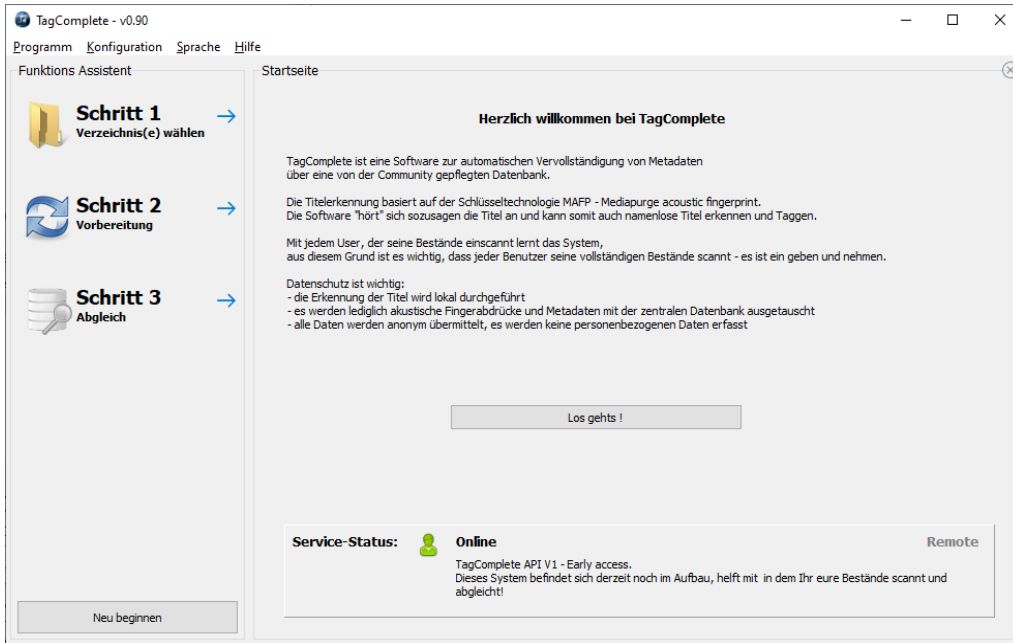 TagComplete - v0.90
Programm Konfiguration Sprache Hilfe
Funktions Assistent
Schritt 1
Verzeichnis(e) wählen
Schritt 2
Vorbereitung
Schritt 3
Abgleich
Neu beginnen
Startseite
Herzlich willkommen bei TagComplete
TagComplete ist eine Software zur automatischen Vervollständigung von Metadaten
über eine von der Community gepflegten Datenbank.
Die Titelerkennung basiert auf der Schlüsseltechnologie MAFP - Mediapurge acoustic fingerprint.
Die Software "hört" sich sozusagen die Titel an und kann somit auch namenlose Titel erkennen und Taggen.
Mit jedem User, der seine Bestände einscannt lernt das System,
aus diesem Grund ist es wichtig, dass jeder Benutzer seine vollständigen Bestände scannt - es ist ein geben und nehmen.
Datenschutz ist wichtig:
- die Erkennung der Titel wird lokal durchgeführt
- es werden lediglich akustische Fingerabdrücke und Metadaten mit der zentralen Datenbank ausgetauscht
- alle Daten werden anonym übermittelt, es werden keine personenbezogenen Daten erfasst
Los gehts !
Service-Status: Online Remote
TagComplete API V1 - Early access.
Dieses System befindet sich derzeit noch im Aufbau, helft mit in dem Ihr eure Bestände scannt und
abgleicht!